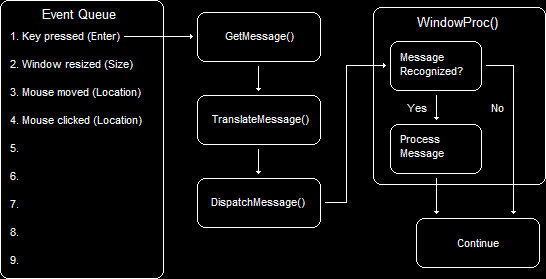 Event Queue
1. Key pressed (Enter)
2. Window resized (Size)
3. Mouse moved (Location)
4. Mouse clicked (Location)
5.
6.
7.
8.
9.
GetMessage()
TranslateMessage()
DispatchMessage()
WindowProc()
Message
Recognized?
Yes
No
Process
Message
Continue